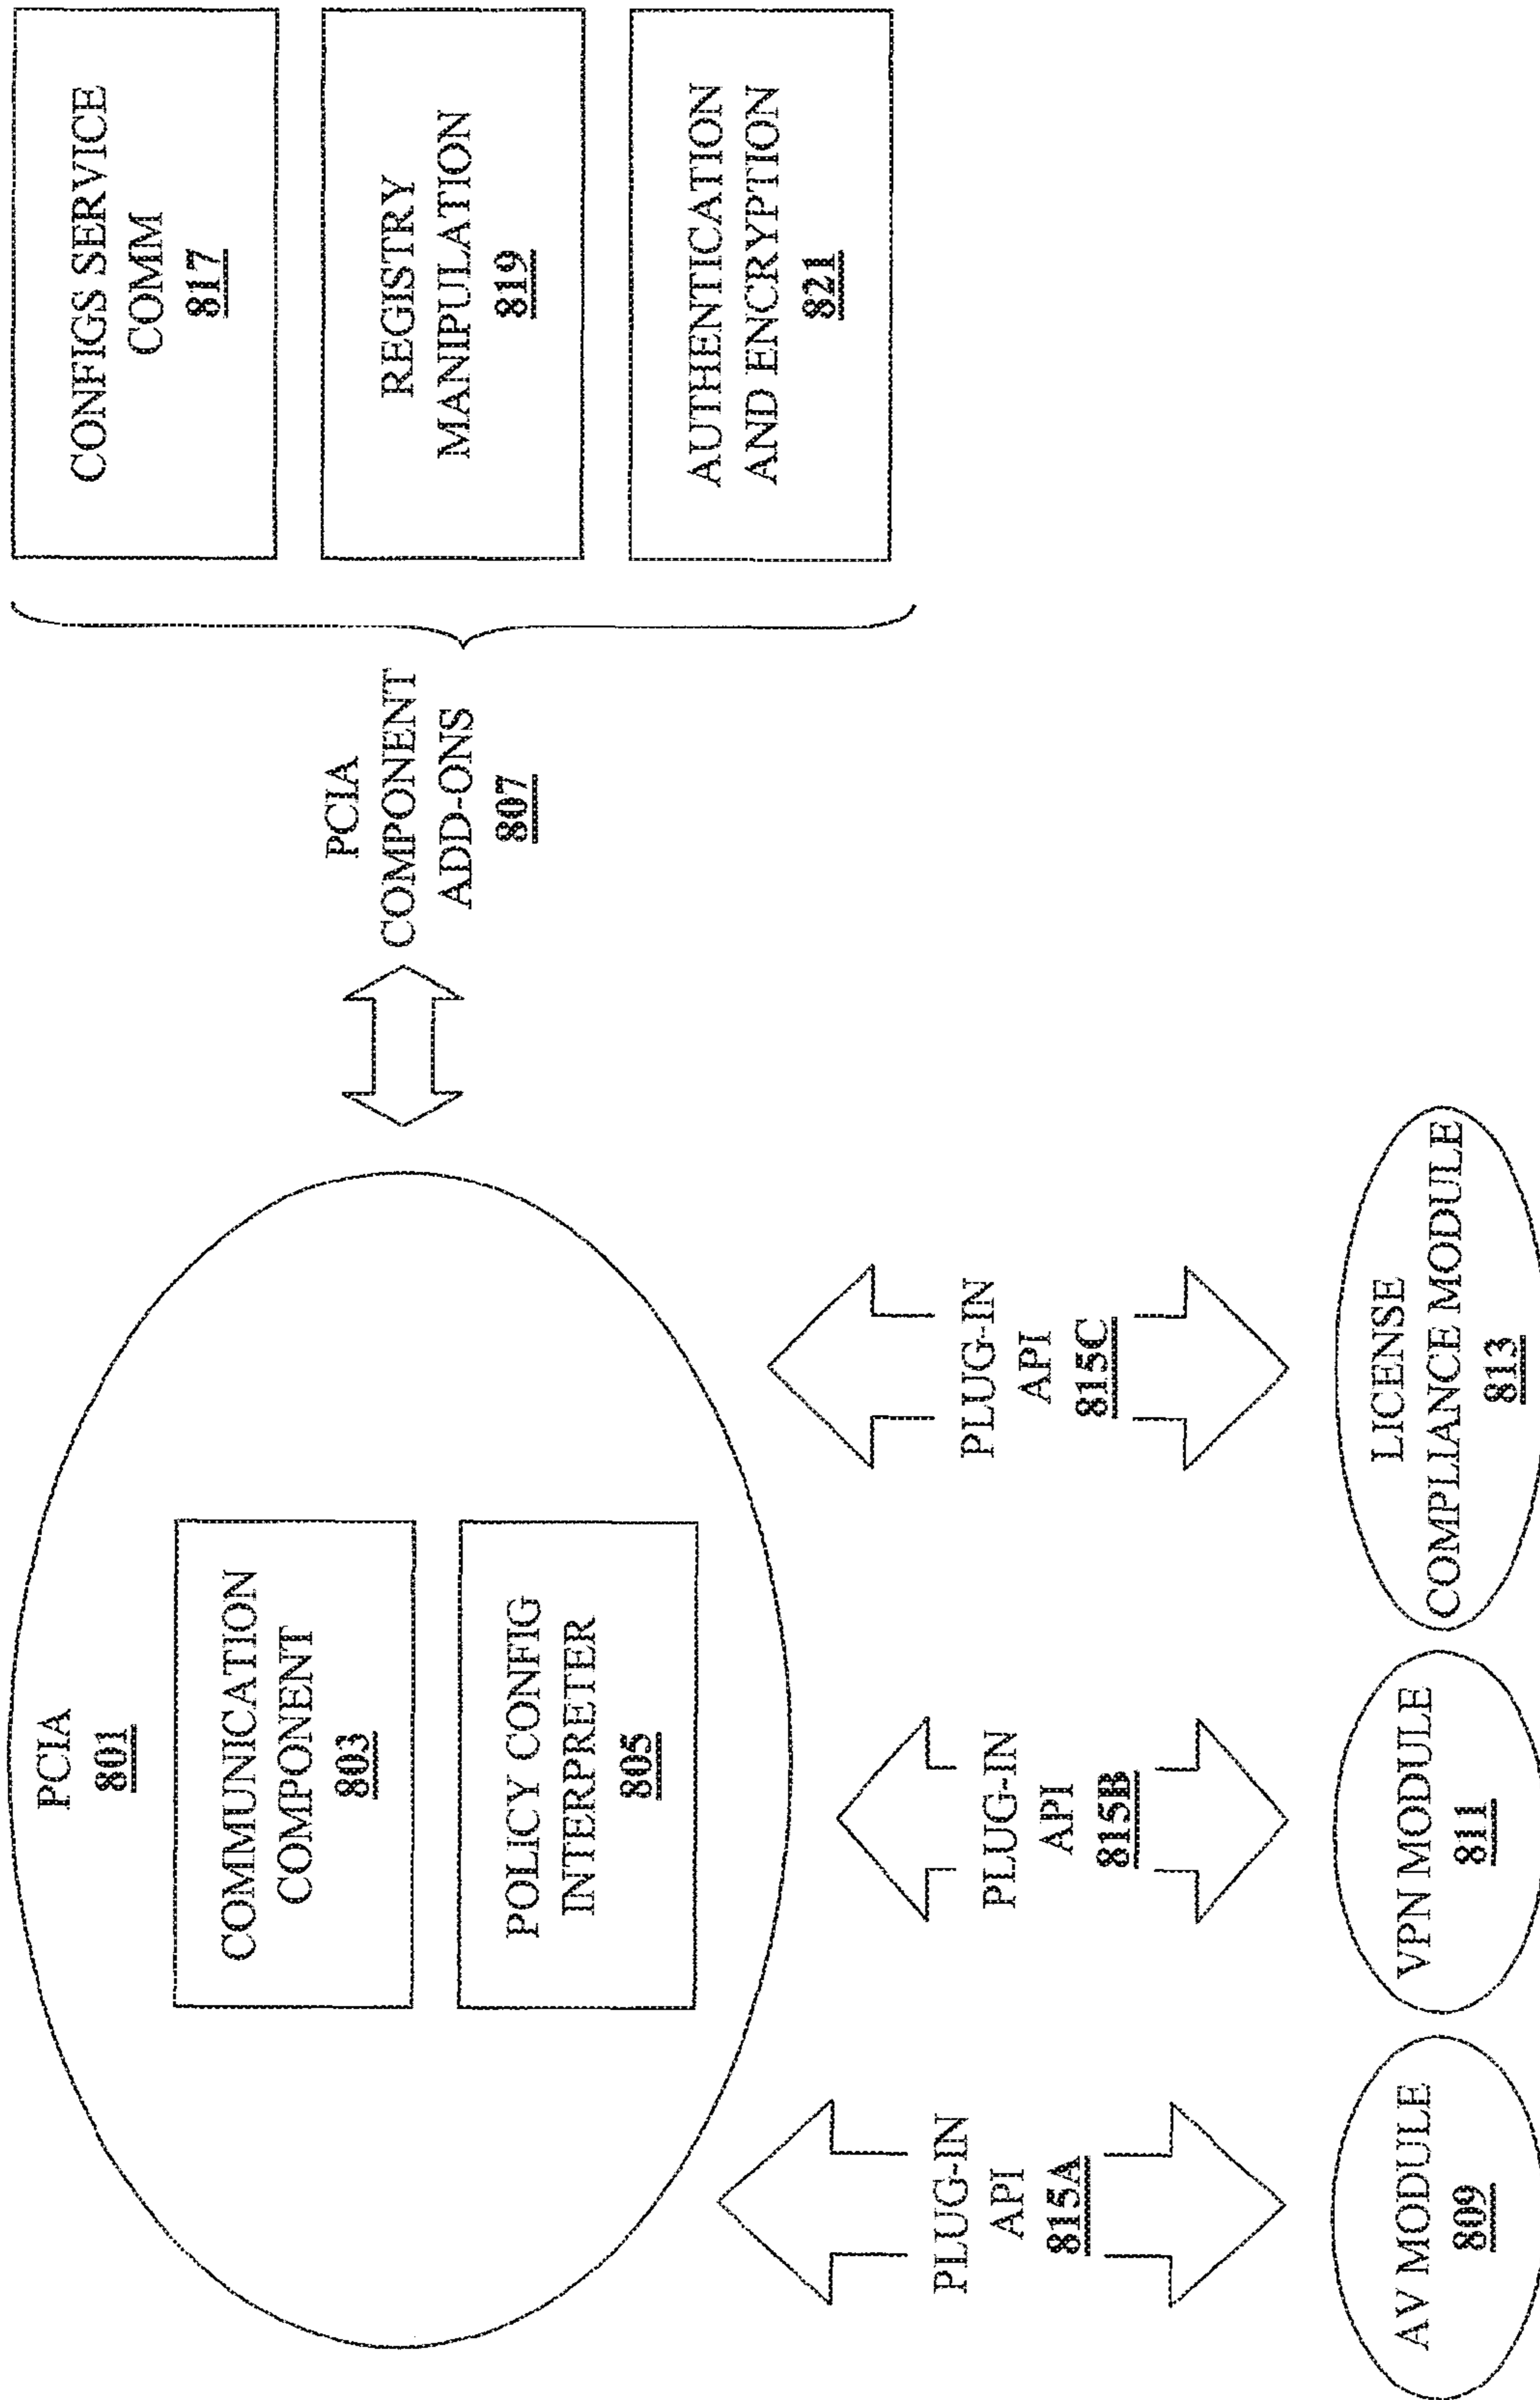 PCIA
801
COMMUNICATION
COMPONENT
803
POLICY CONFIG
INTERPRETER
805
PCIA
COMPONENT
ADD-ONS
807
CONFIGS SERVICE
COMM
817
REGISTRY
MANIPULATION
819
AUTHENTICATION
AND ENCRYPTION
821
PLUG-IN
API
815A
PLUG-IN
API
815B
PLUG-IN
API
815C
AV MODULE
809
VPN MODULE
811
LICENSE
COMPLIANCE MODULE
813